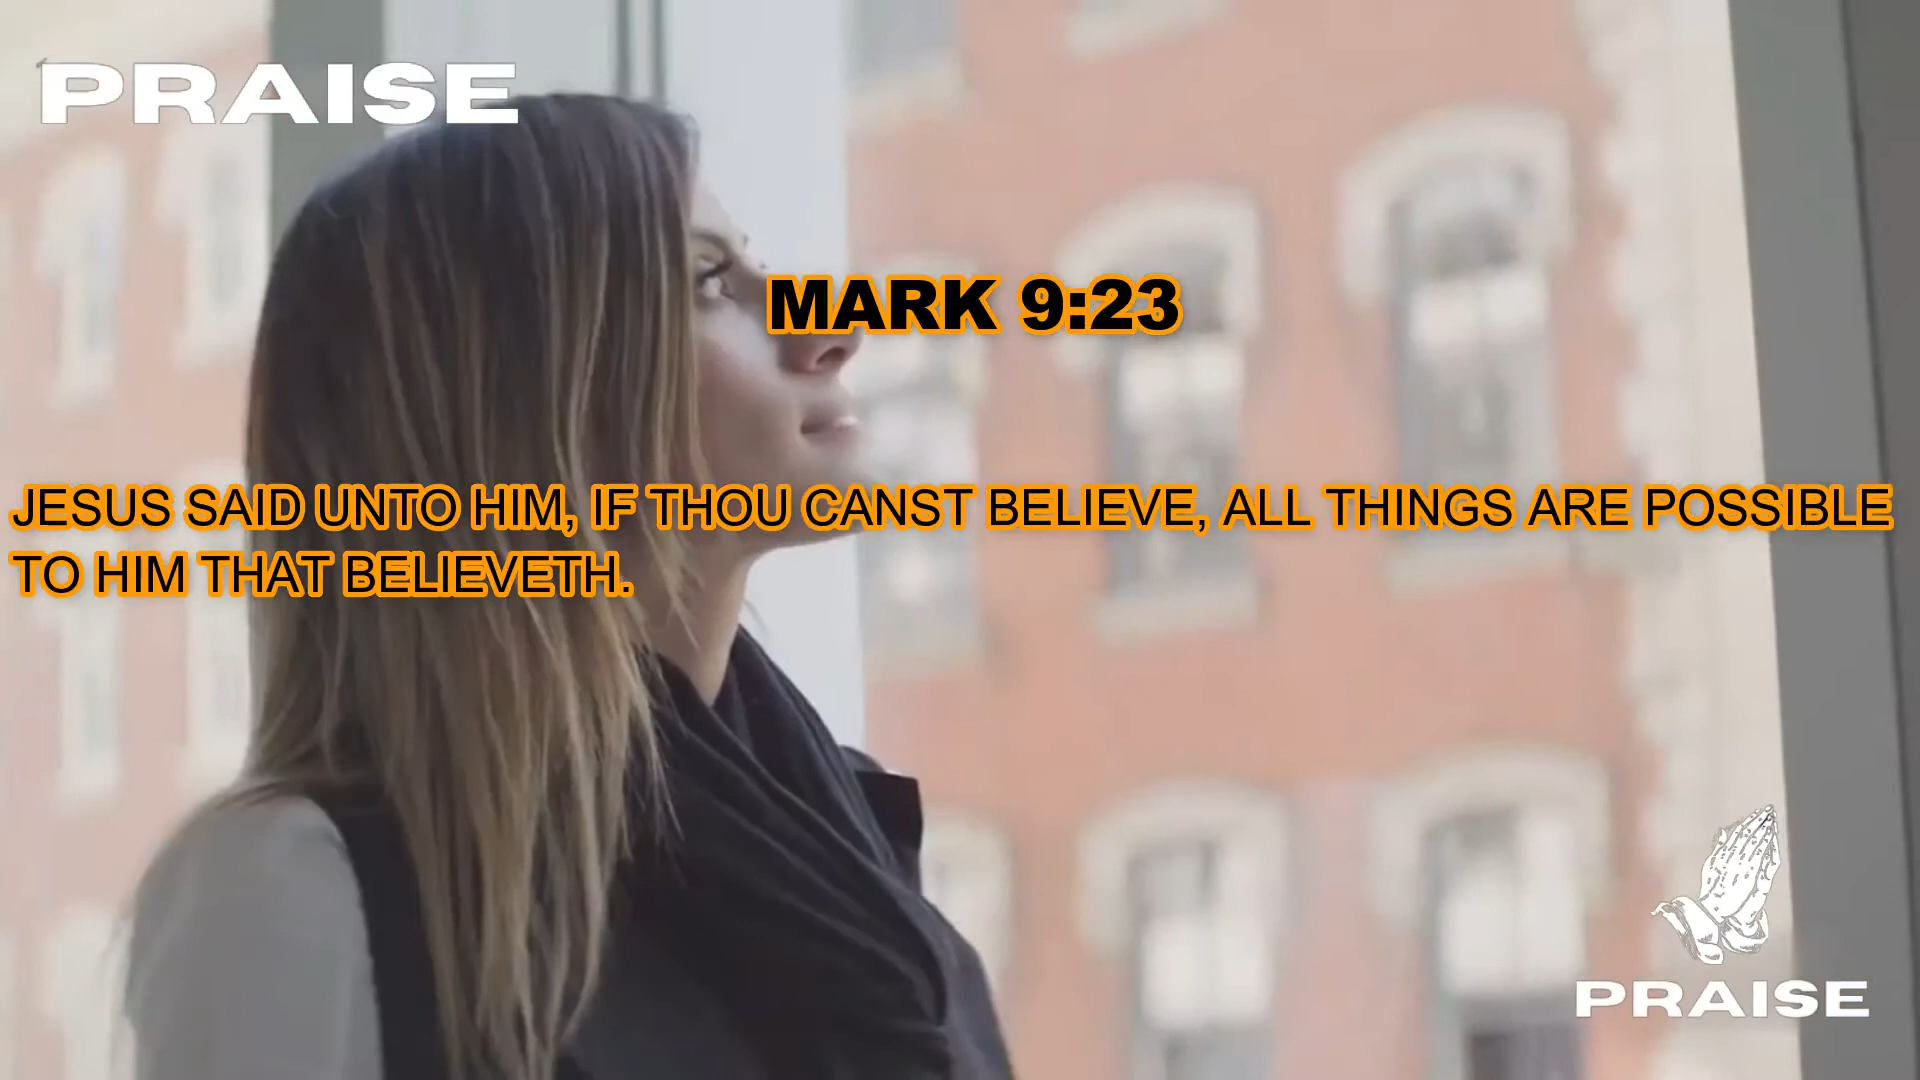 PRAISE
MARK 9:23
JESUS SAID UNTO HIM, IF THOU CANST BELIEVE, ALL THINGS ARE POSSIBLE
TO HIM THAT BELIEVETH.
PRAISE